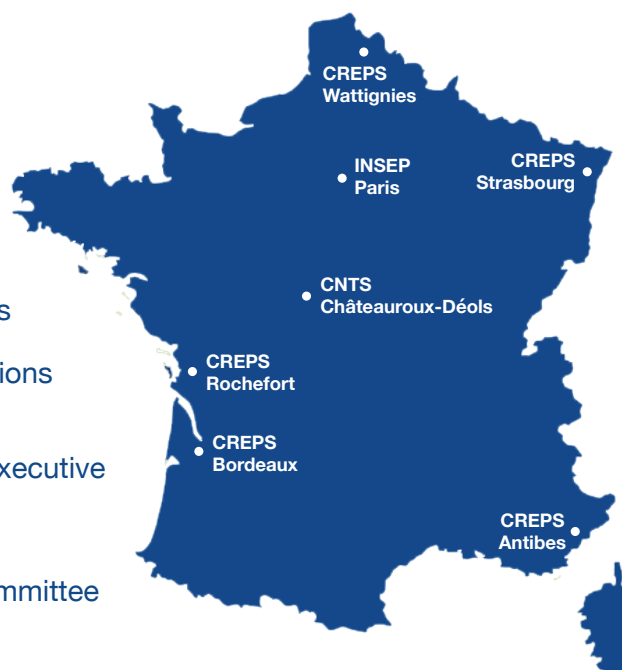 CREPS
Wattignies
INSEP
Paris
CREPS
Strasbourg
CNTS
Châteauroux-Déols
CREPS
Rochefort
CREPS
Bordeaux
CREPS
Antibes
s
ions
xecutive
mmittee